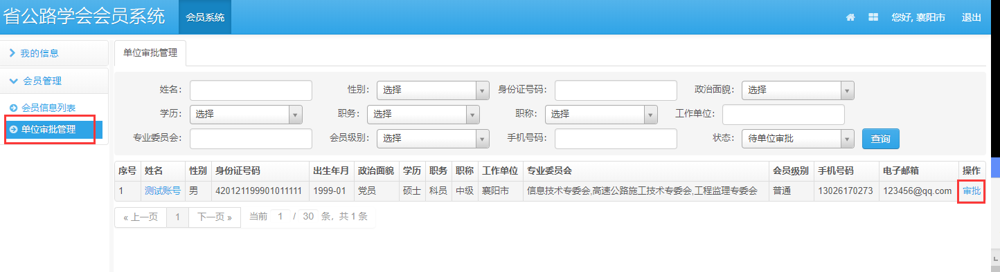 省公路学会会员系统 会员系统 您好, 襄阳市 退出
我的信息
会员管理
会员信息列表
单位审批管理
单位审批管理
姓名: 性别: 选择 身份证号码: 政治面貌: 选择
学历: 选择 职务: 选择 职称: 选择 工作单位:
专业委员会: 会员级别: 选择 手机号码: 状态: 待单位审批 查询
序号 姓名 性别 身份证号码 出生年月 政治面貌 学历 职务 职称 工作单位 专业委员会 会员级别 手机号码 电子邮箱 操作
1 测试账号 男 420121199901011111 1999-01 党员 硕士 科员 中级 襄阳市 信息技术专委会,高速公路施工技术专委会,工程监理专委会 普通 13026170273 123456@qq.com 审批
« 上一页 1 下一页 » 当前 1 / 30 条，共 1 条